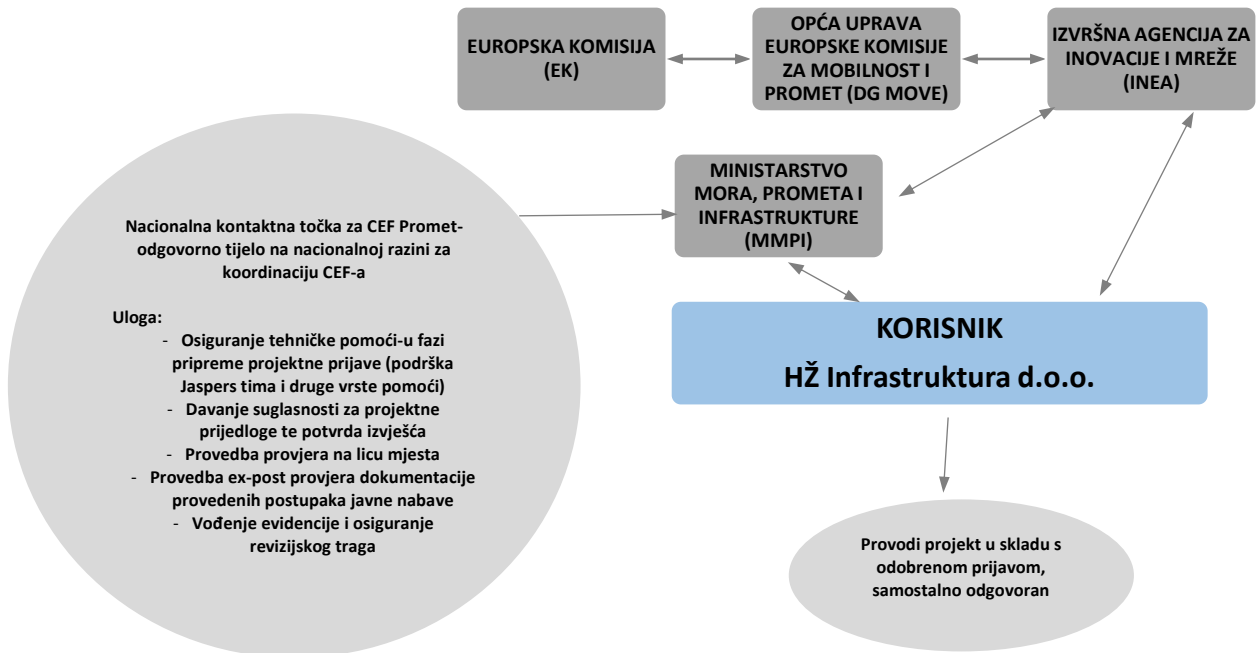 EUROPSKA KOMISIJA
(EK)
OPĆA UPRAVA
EUROPSKE KOMISIJE
ZA MOBILNOST I
PROMET (DG MOVE)
IZVRŠNA AGENCIJA ZA
INOVACIJE I MREŽE
(INEA)
MINISTARSTVO
MORA, PROMETA I
INFRASTRUKTURE
(MMPI)
Nacionalna kontaktna točka za CEF Promet-
odgovorno tijelo na nacionalnoj razini za
koordinaciju CEF-a
Uloga:
- Osiguranje tehničke pomoći-u fazi
pripreme projektne prijave (podrška
Jaspers tima i druge vrste pomoći)
- Davanje suglasnosti za projektne
prijedloge te potvrda izvješća
- Provedba provjera na licu mjesta
- Provedba ex-post provjera dokumentacije
provedenih postupaka javne nabave
- Vođenje evidencije i osiguranje
revizijskog traga
KORISNIK
HŽ Infrastruktura d.o.o.
Provodi projekt u skladu s
odobrenom prijavom,
samostalno odgovoran